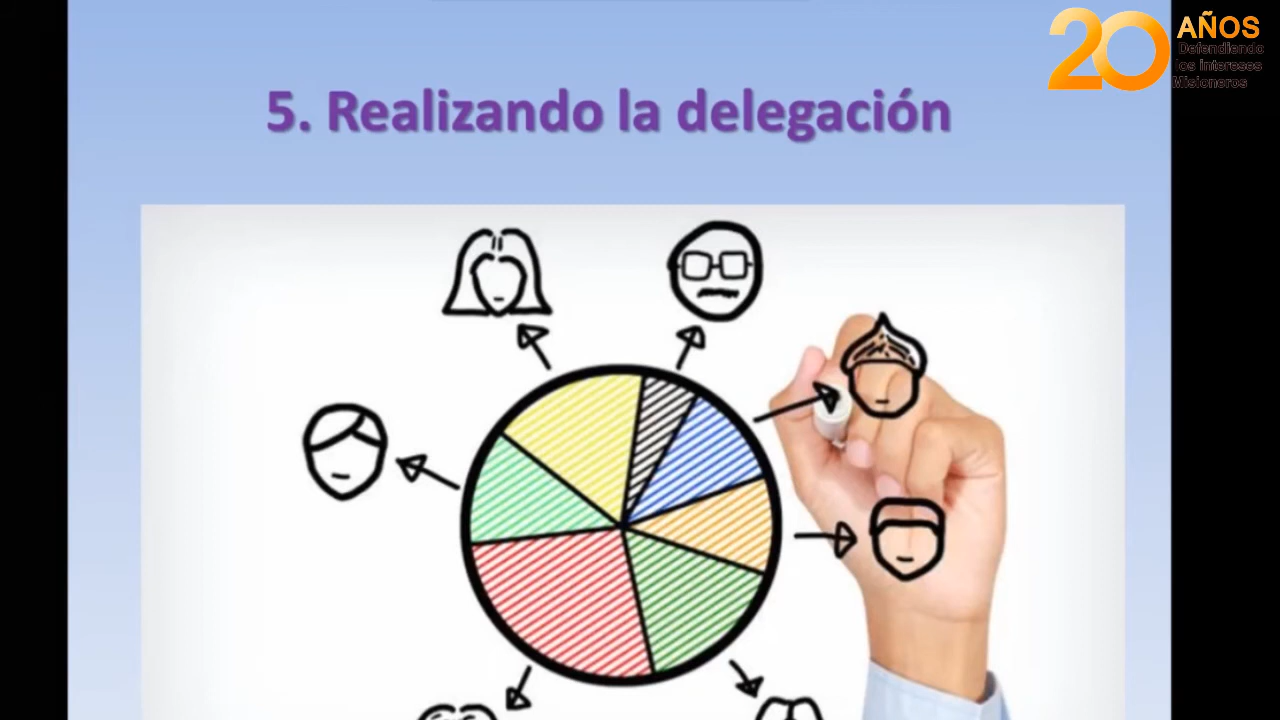 20 AÑOS
Defendiendo
los intereses
Misioneros
5. Realizando la delegación